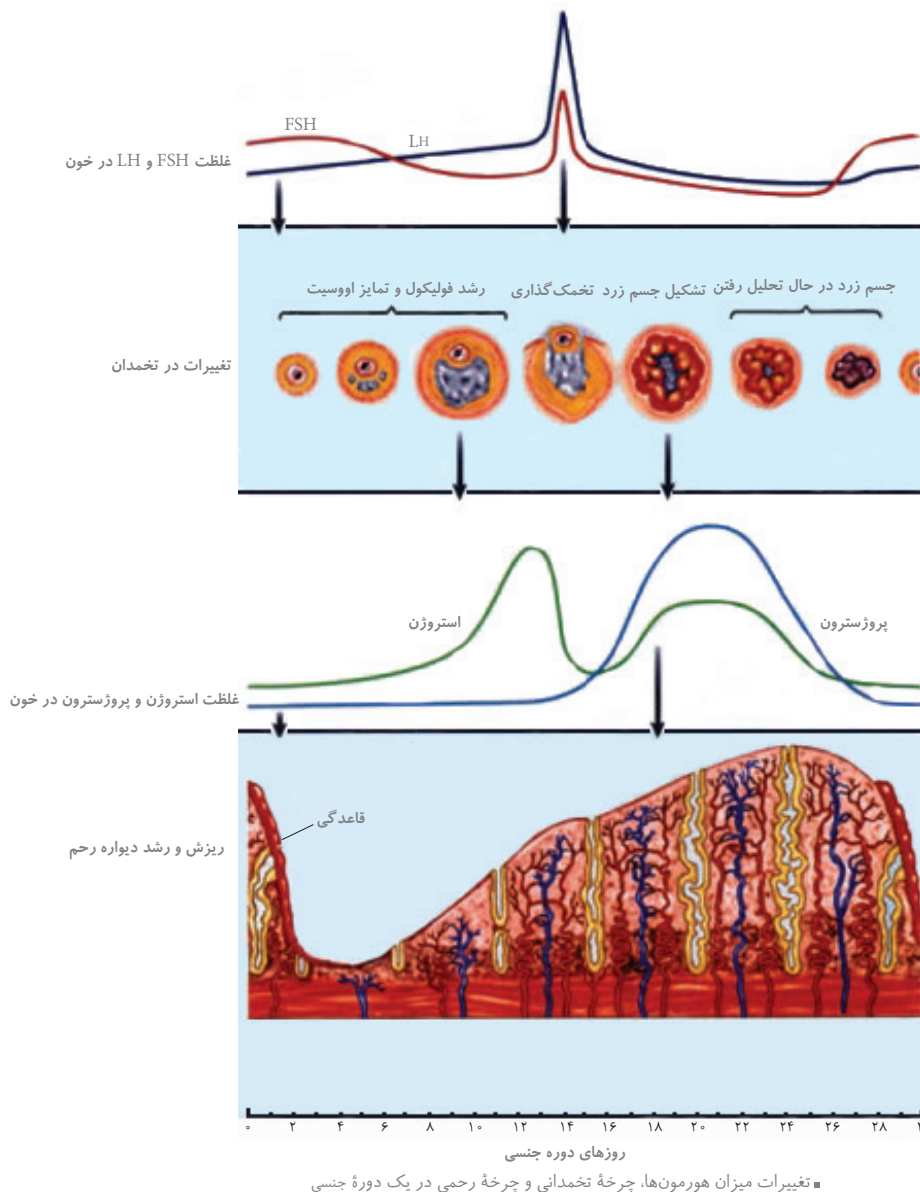 FSH
LH
غلظت FSH و LH در خون
رشد فولیکول و تمایز اووسیت
تخمک‌گذاری
تشکیل جسم زرد
جسم زرد در حال تحلیل رفتن
تغییرات در تخمدان
استروژن
پروژسترون
غلظت استروژن و پروژسترون در خون
قاعدگی
ریزش و رشد دیواره رحم
۰ ۲ ۴ ۶ ۸ ۱۰ ۱۲ ۱۴ ۱۶ ۱۸ ۲۰ ۲۲ ۲۴ ۲۶ ۲۸
روزهای دوره جنسی
■ تغییرات میزان هورمون‌ها، چرخهٔ تخمدانی و چرخهٔ رحمی در یک دورهٔ جنسی